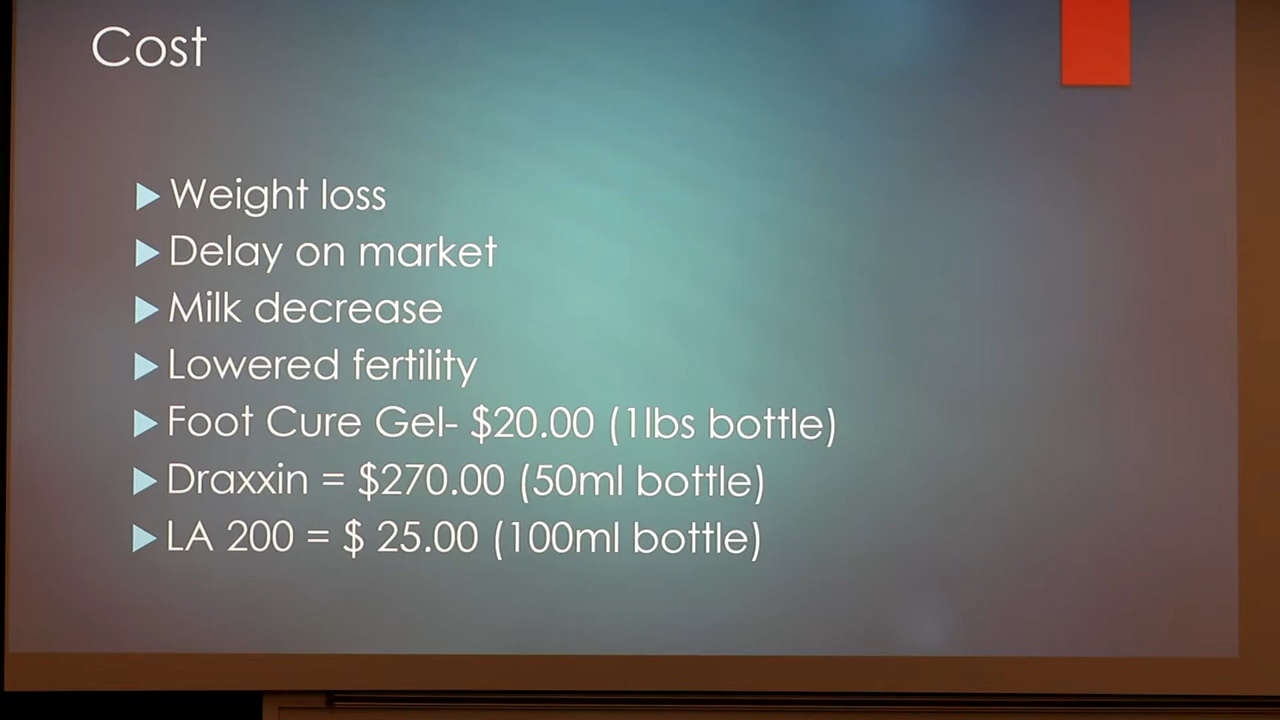 Cost
Weight loss
Delay on market
Milk decrease
Lowered fertility
Foot Cure Gel- $20.00 (1lbs bottle)
Draxxin = $270.00 (50ml bottle)
LA 200 = $ 25.00 (100ml bottle)